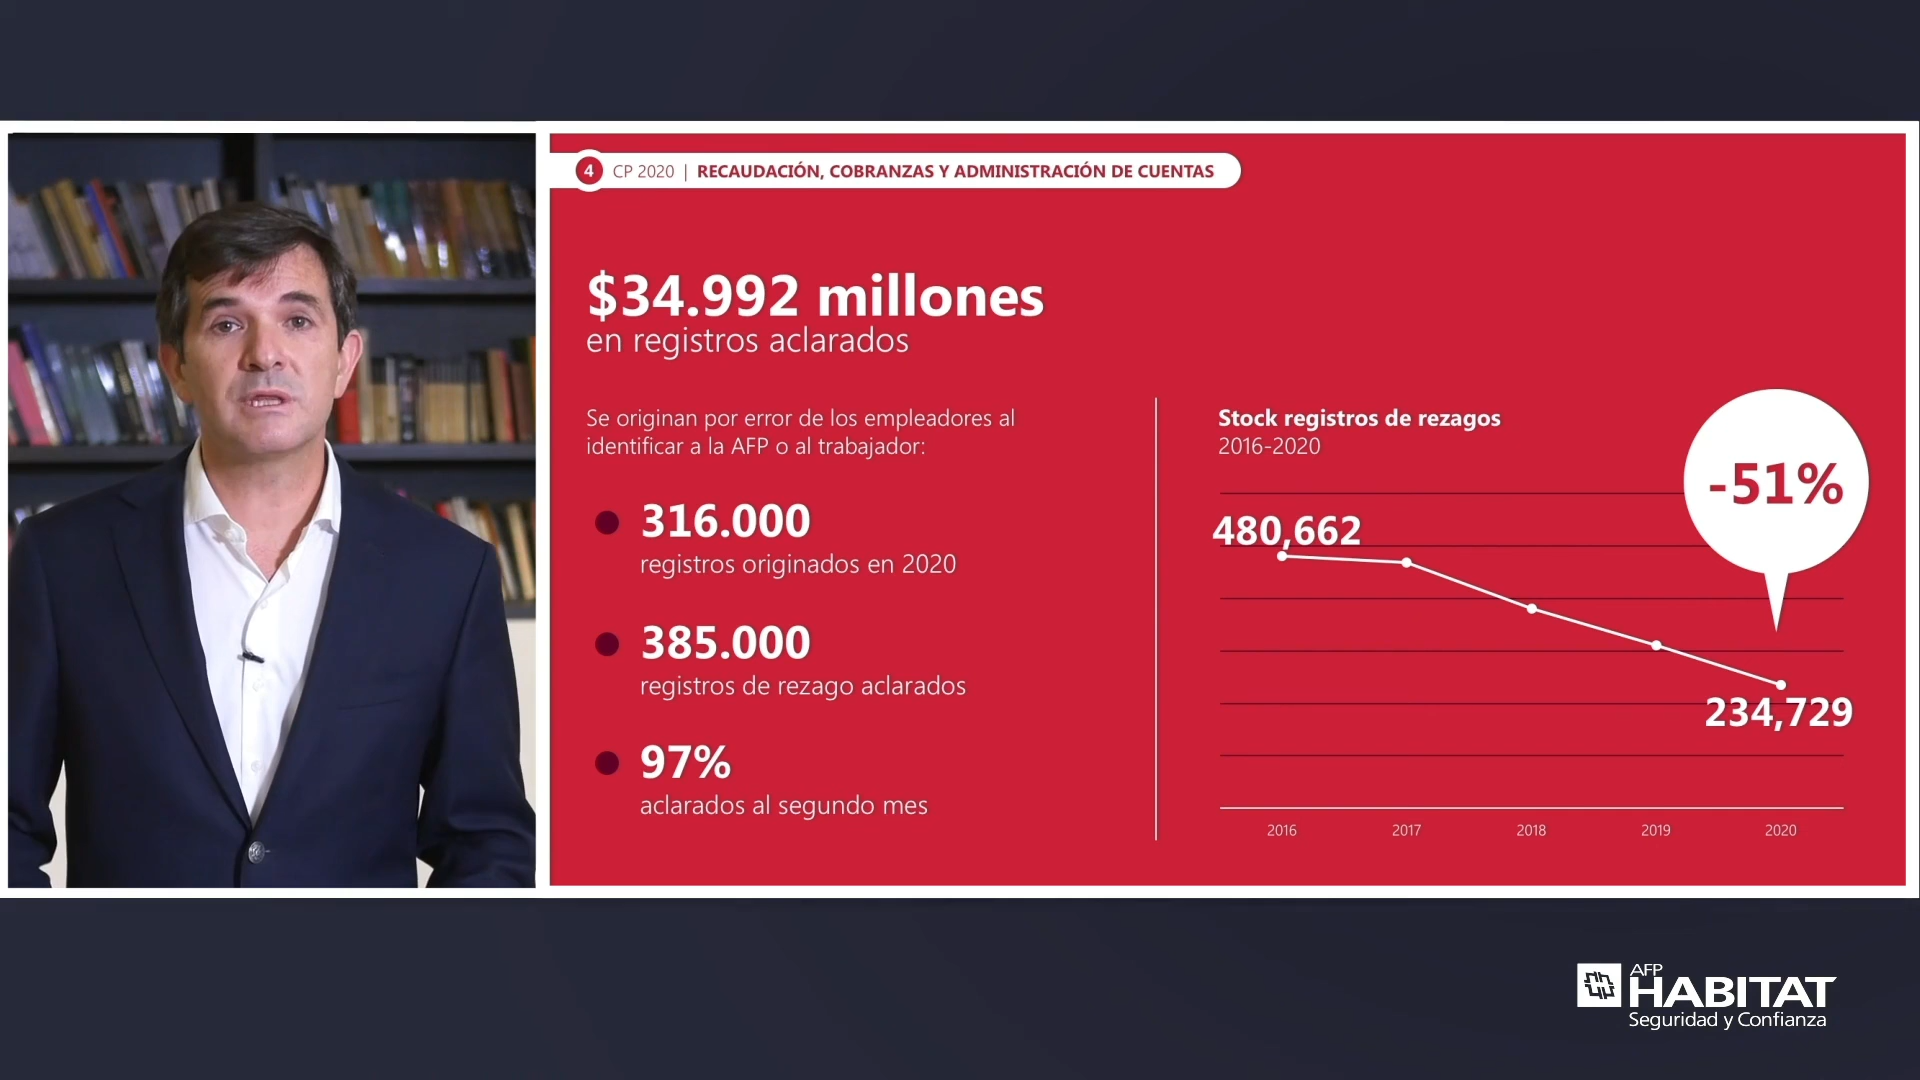 4 CP 2020 | RECAUDACIÓN, COBRANZAS Y ADMINISTRACIÓN DE CUENTAS
$34.992 millones
en registros aclarados
Se originan por error de los empleadores al
identificar a la AFP o al trabajador:
316.000
registros originados en 2020
385.000
registros de rezago aclarados
97%
aclarados al segundo mes
Stock registros de rezagos
2016-2020
-51%
480,662
234,729
2016 2017 2018 2019 2020
AFP
HABITAT
Seguridad y Confianza